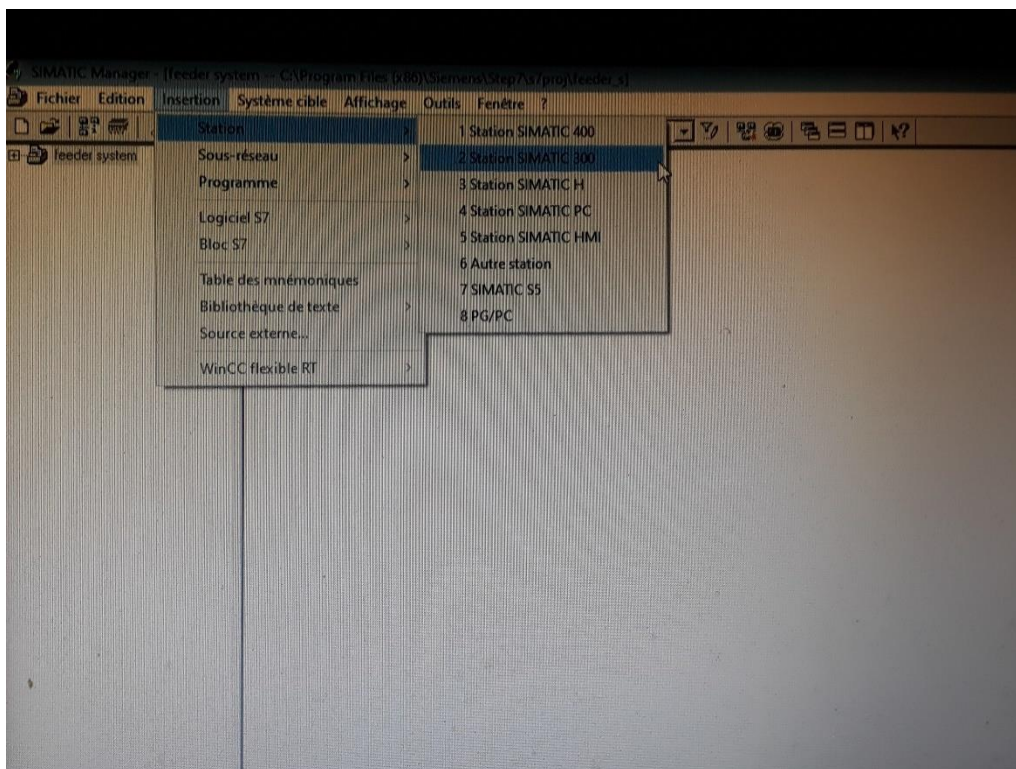 SIMATIC Manager - [feeder system -- C:\Program Files (x86)\Siemens\Step7\s7proj\feeder_s]
Fichier Edition Insertion Système cible Affichage Outils Fenêtre ?
feeder system
Station
Sous-réseau
Programme
Logiciel S7
Bloc S7
Table des mnémoniques
Bibliothèque de texte
Source externe...
WinCC flexible RT
1 Station SIMATIC 400
2 Station SIMATIC 300
3 Station SIMATIC H
4 Station SIMATIC PC
5 Station SIMATIC HMI
6 Autre station
7 SIMATIC S5
8 PG/PC